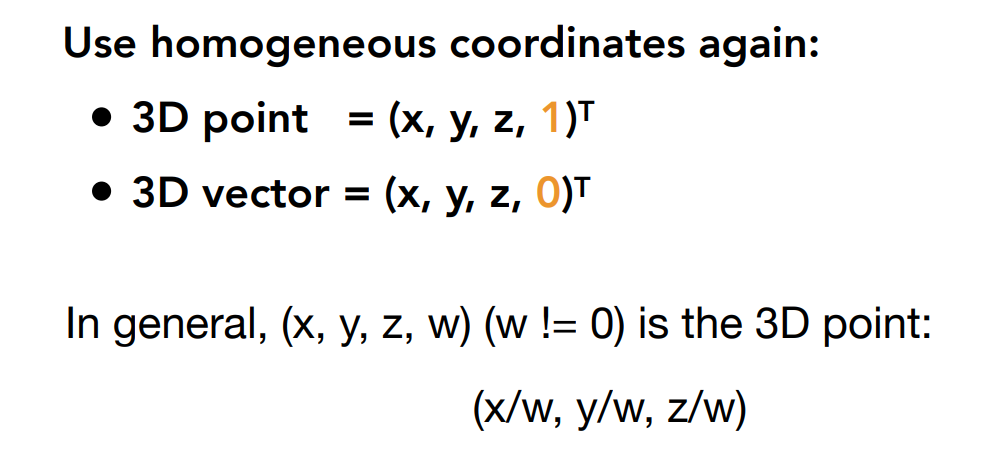 Use homogeneous coordinates again:
• 3D point = (x, y, z, 1)ᵀ
• 3D vector = (x, y, z, 0)ᵀ
In general, (x, y, z, w) (w != 0) is the 3D point:
(x/w, y/w, z/w)